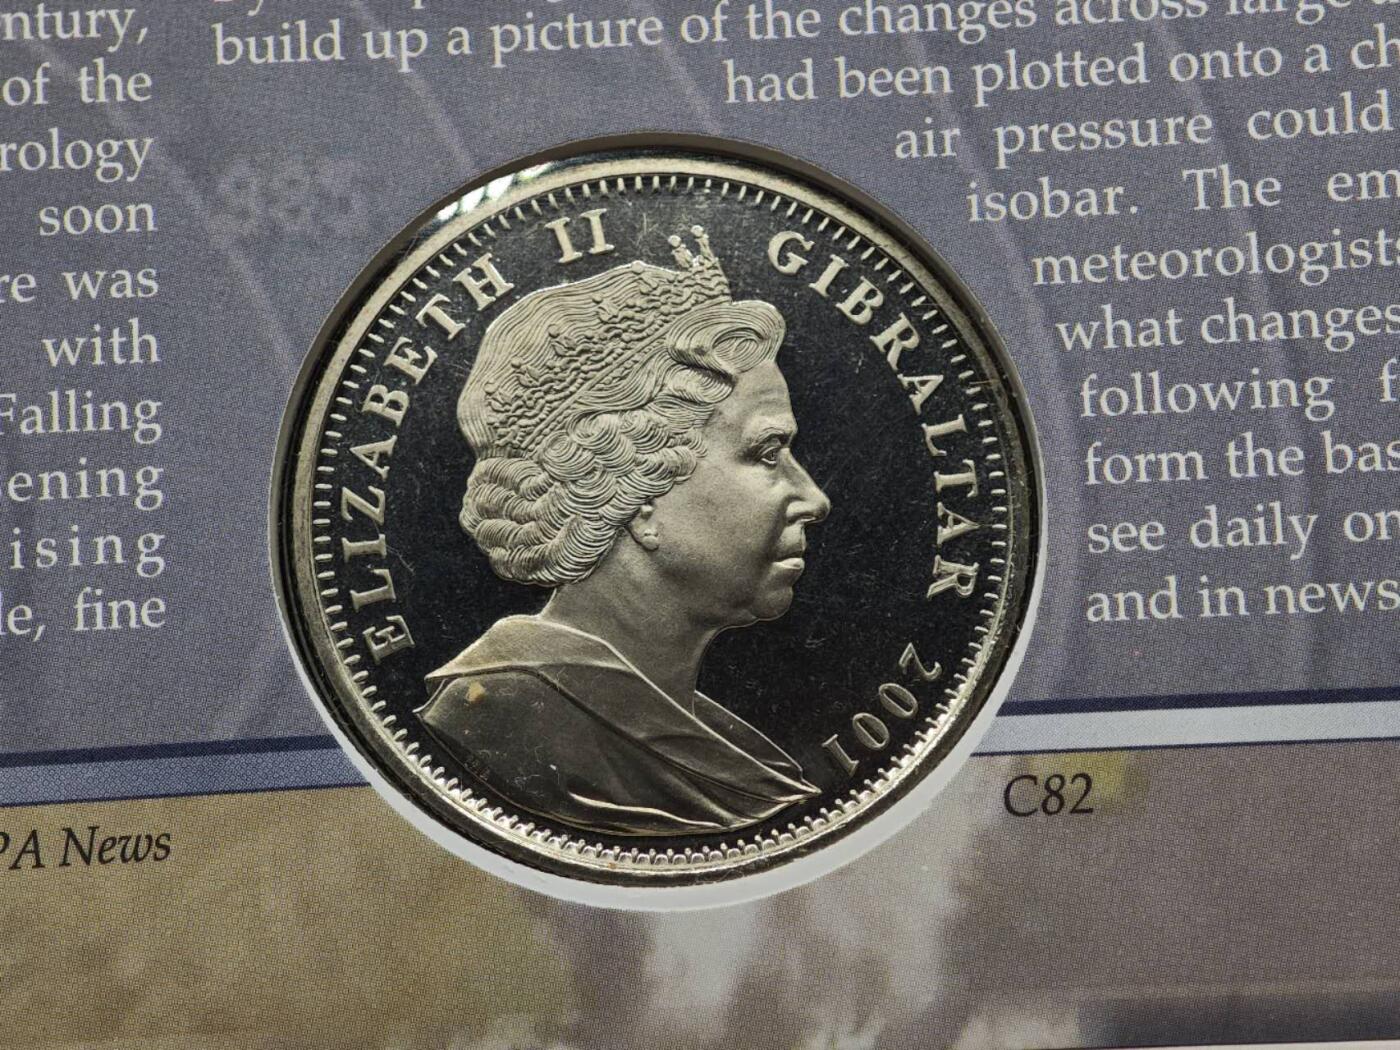 ntury,
of the
rology
soon
re was
with
Falling
sening
ising
le, fine
build up a picture of the changes across large
had been plotted onto a ch
air pressure could
isobar. The em
meteorologists
what changes
following f
form the bas
see daily or
and in news
ELIZABETH II GIBRALTAR 2001
PA News
C82